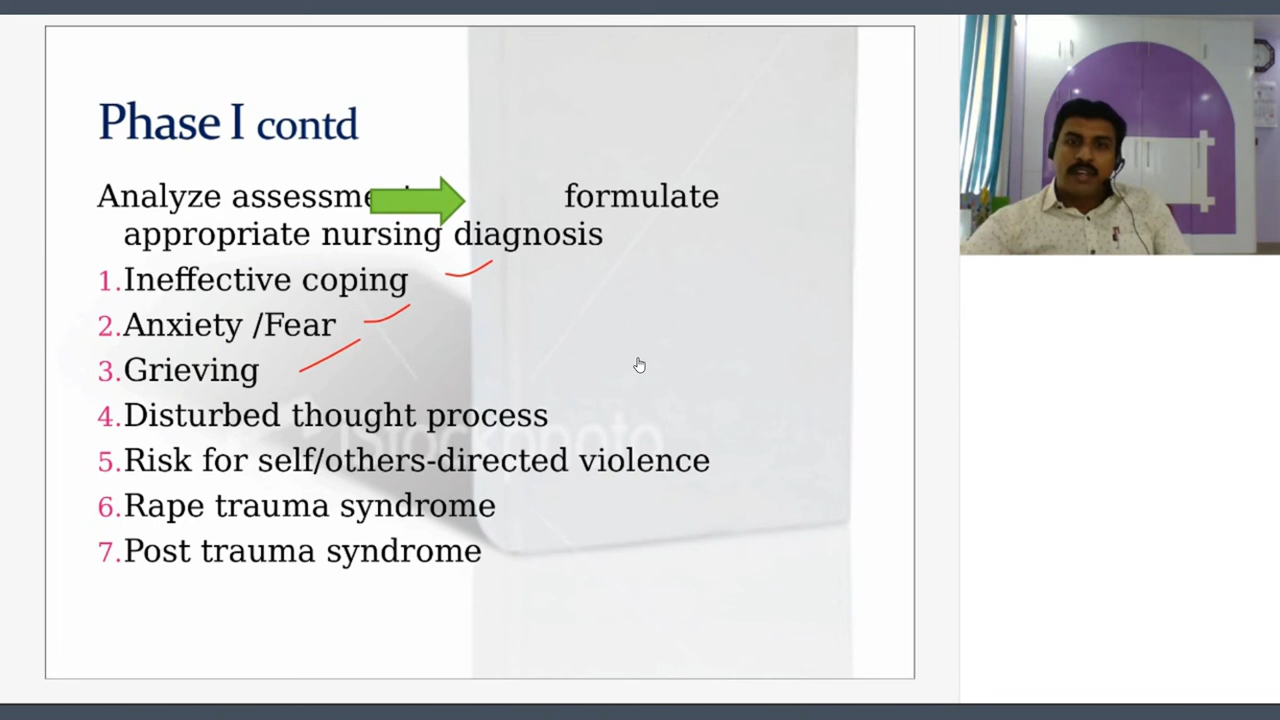 Phase I contd
Analyze formulate
appropriate nursing diagnosis
1. Ineffective coping
2. Anxiety /Fear
3. Grieving
4. Disturbed thought process
5. Risk for self/others-directed violence
6. Rape trauma syndrome
7. Post trauma syndrome